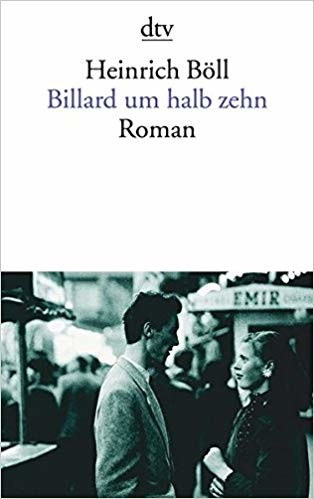 dtv
Heinrich Böll
Billard um halb zehn
Roman
EMIR